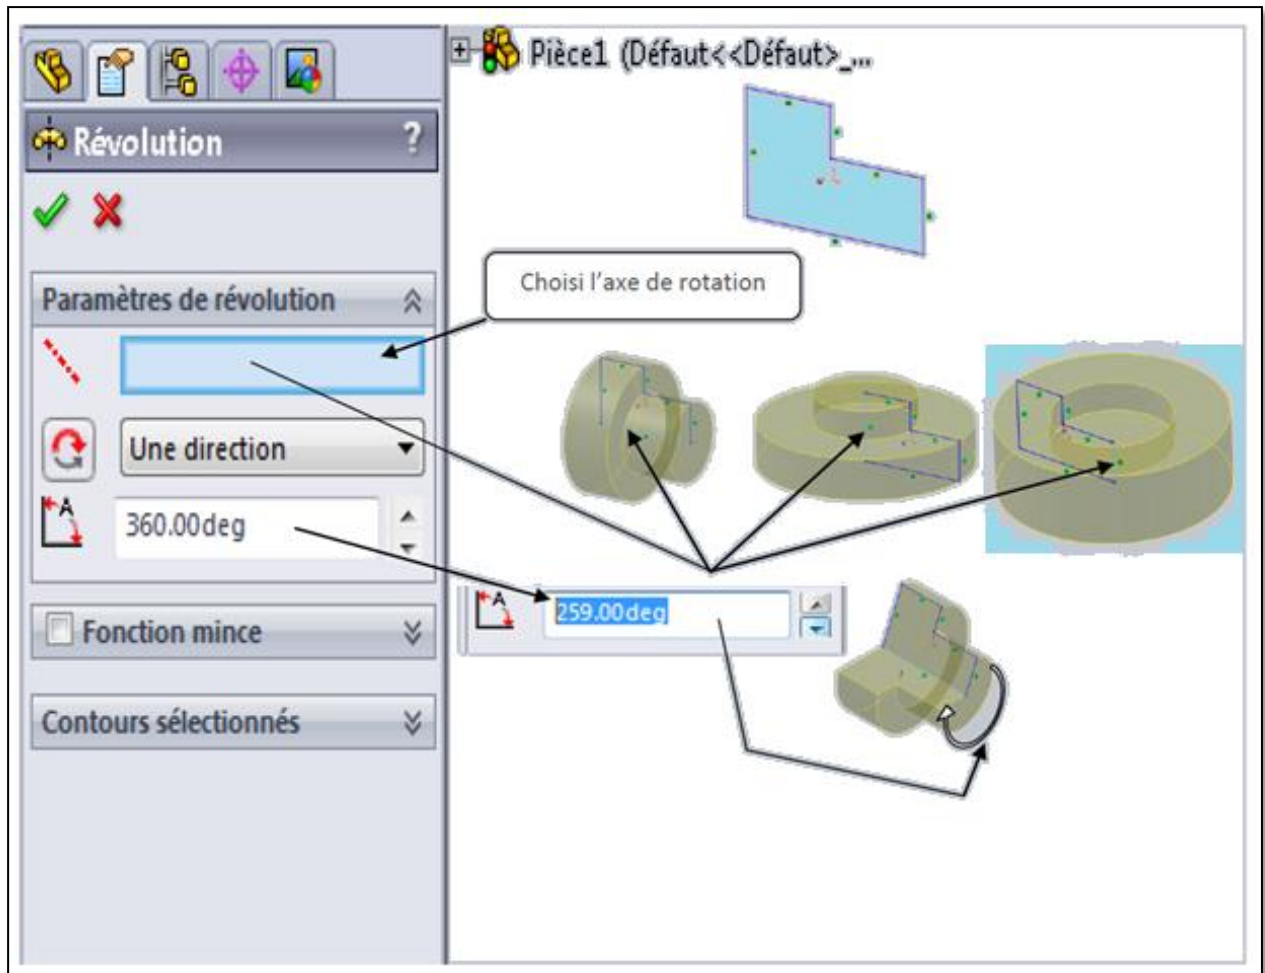 Pièce1 (Défaut<<Défaut>_...
Révolution ?
Choisi l'axe de rotation
Paramètres de révolution
Une direction
A
360.00deg
A
259.00deg
Fonction mince
Contours sélectionnés